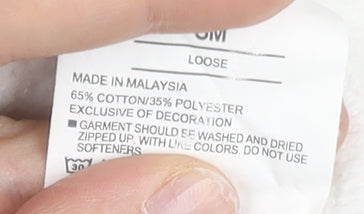 LOOSE
MADE IN MALAYSIA
65% COTTON/35% POLYESTER
EXCLUSIVE OF DECORATION
■ GARMENT SHOULD BE WASHED AND DRIED
ZIPPED UP, WITH LIKE COLORS. DO NOT USE
SOFTENERS
30